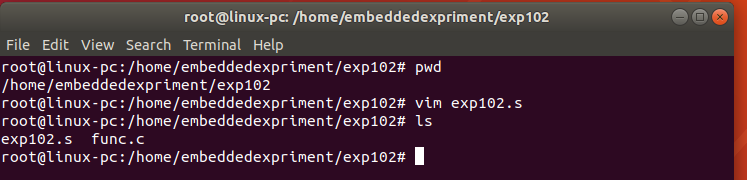 root@linux-pc: /home/embeddedexpriment/exp102
File Edit View Search Terminal Help
root@linux-pc:/home/embeddedexpriment/exp102# pwd
/home/embeddedexpriment/exp102
root@linux-pc:/home/embeddedexpriment/exp102# vim exp102.s
root@linux-pc:/home/embeddedexpriment/exp102# ls
exp102.s  func.c
root@linux-pc:/home/embeddedexpriment/exp102#